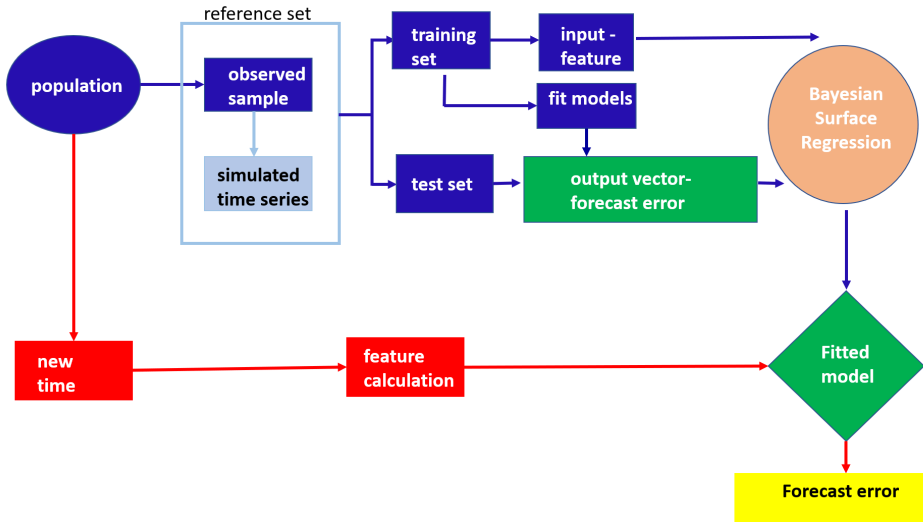 reference set
population
observed
sample
simulated
time series
training
set
input -
feature
fit models
test set
output vector-
forecast error
Bayesian
Surface
Regression
new
time
feature
calculation
Fitted
model
Forecast error